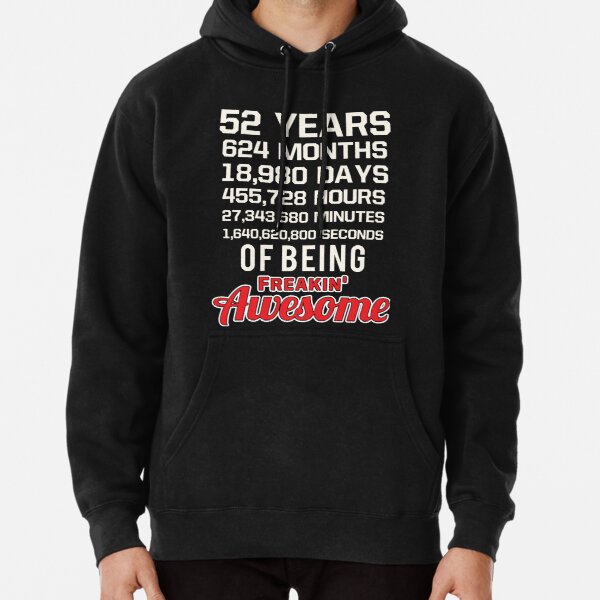 52 YEARS
624 MONTHS
18,980 DAYS
455,728 HOURS
27,343,680 MINUTES
1,640,620,800 SECONDS
OF BEING
FREAKIN'
Awesome